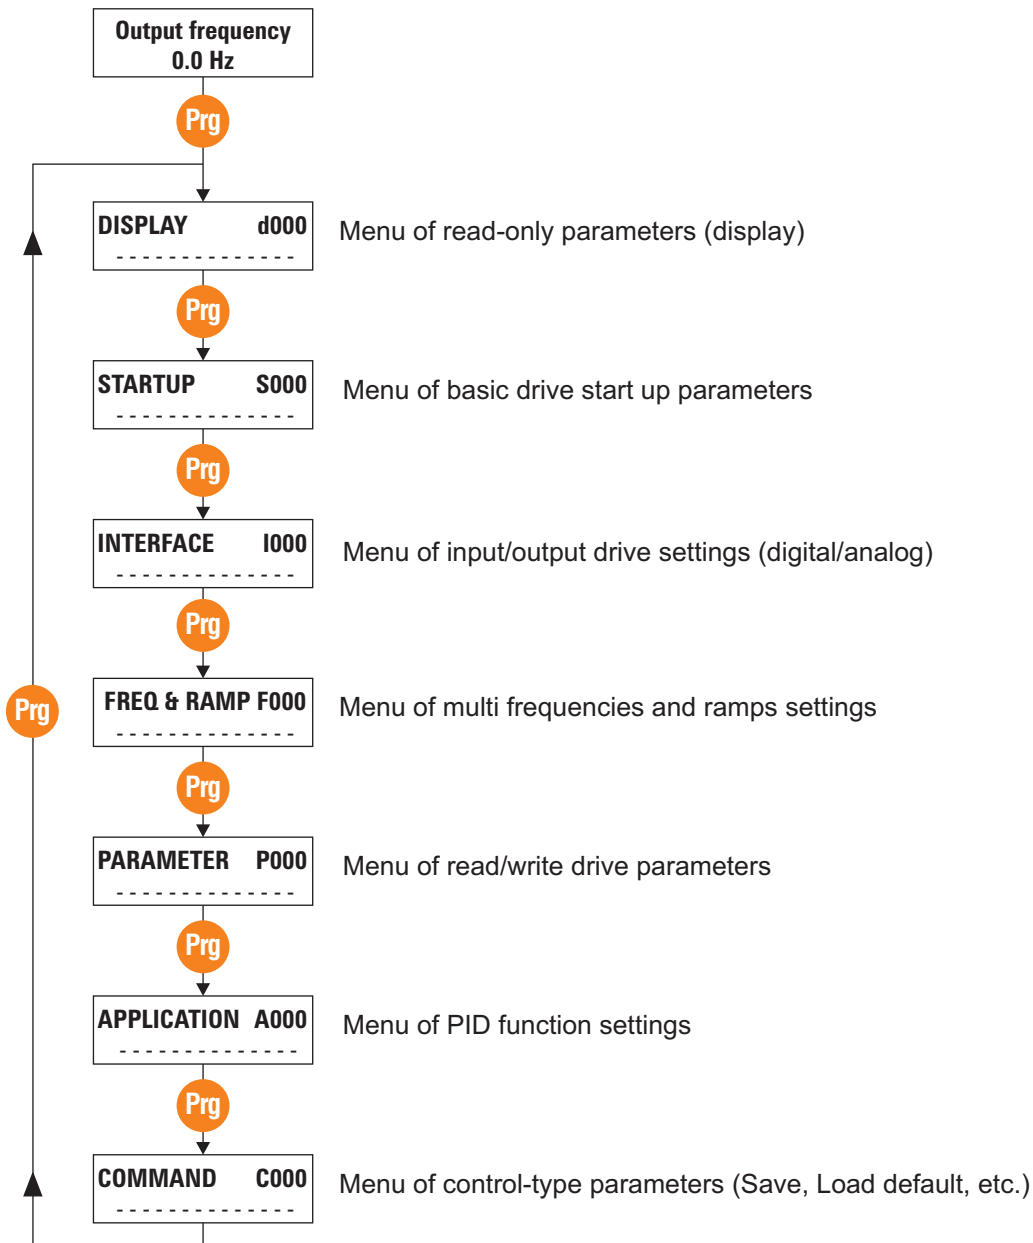 Output frequency
0.0 Hz
Prg
DISPLAY d000
- - - - - - - - - - - - - -
Menu of read-only parameters (display)
Prg
STARTUP S000
- - - - - - - - - - - - - -
Menu of basic drive start up parameters
Prg
INTERFACE I000
- - - - - - - - - - - - - -
Menu of input/output drive settings (digital/analog)
Prg
FREQ & RAMP F000
- - - - - - - - - - - - - -
Menu of multi frequencies and ramps settings
Prg
Prg
PARAMETER P000
- - - - - - - - - - - - - -
Menu of read/write drive parameters
Prg
APPLICATION A000
- - - - - - - - - - - - - -
Menu of PID function settings
Prg
COMMAND C000
- - - - - - - - - - - - - -
Menu of control-type parameters (Save, Load default, etc.)